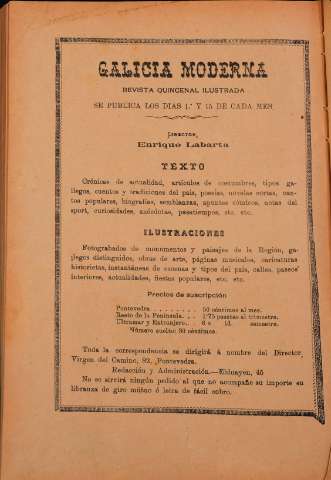 GALICIA MODERNA
REVISTA QUINCENAL ILUSTRADA
SE PUBLICA LOS DIAS 1.º Y 15 DE CADA MES
Director,
Enrique Labarta
TEXTO
Crónicas de actualidad, artículos de costumbres, tipos ga-
llegos, cuentos y tradiciones del país, poesías, novelas cortas, can-
tos populares, biografías, semblanzas, apuntes cómicos, notas del
sport, curiosidades, anécdotas, pasatiempos, etc. etc.
ILUSTRACIONES
Fotograbados de monumentos y paisajes de la Región, ga-
llegos distinguidos, obras de arte, páginas musicales, caricaturas
historietas, instantáneas de escenas y tipos del país, calles, paseos
interiores, actualidades, fiestas populares, etc. etc.
Precios de suscripción
Pontevedra . . . . . . . 50 céntimos al mes.
Resto de la Península. . . 1'75 pesetas al trimestre.
Ultramar y Extranjero. . 6 « id. semestre.
Número suelto: 30 céntimos.
Toda la correspondencia se dirigirá á nombre del Director,
Virgen del Camino, 82, Pontevedra.
Redacción y Administración.—Elduayen, 45
No se servirá ningún pedido al que no acompañe su importe en
libranza de giro mútuo ó letra de fácil cobro.